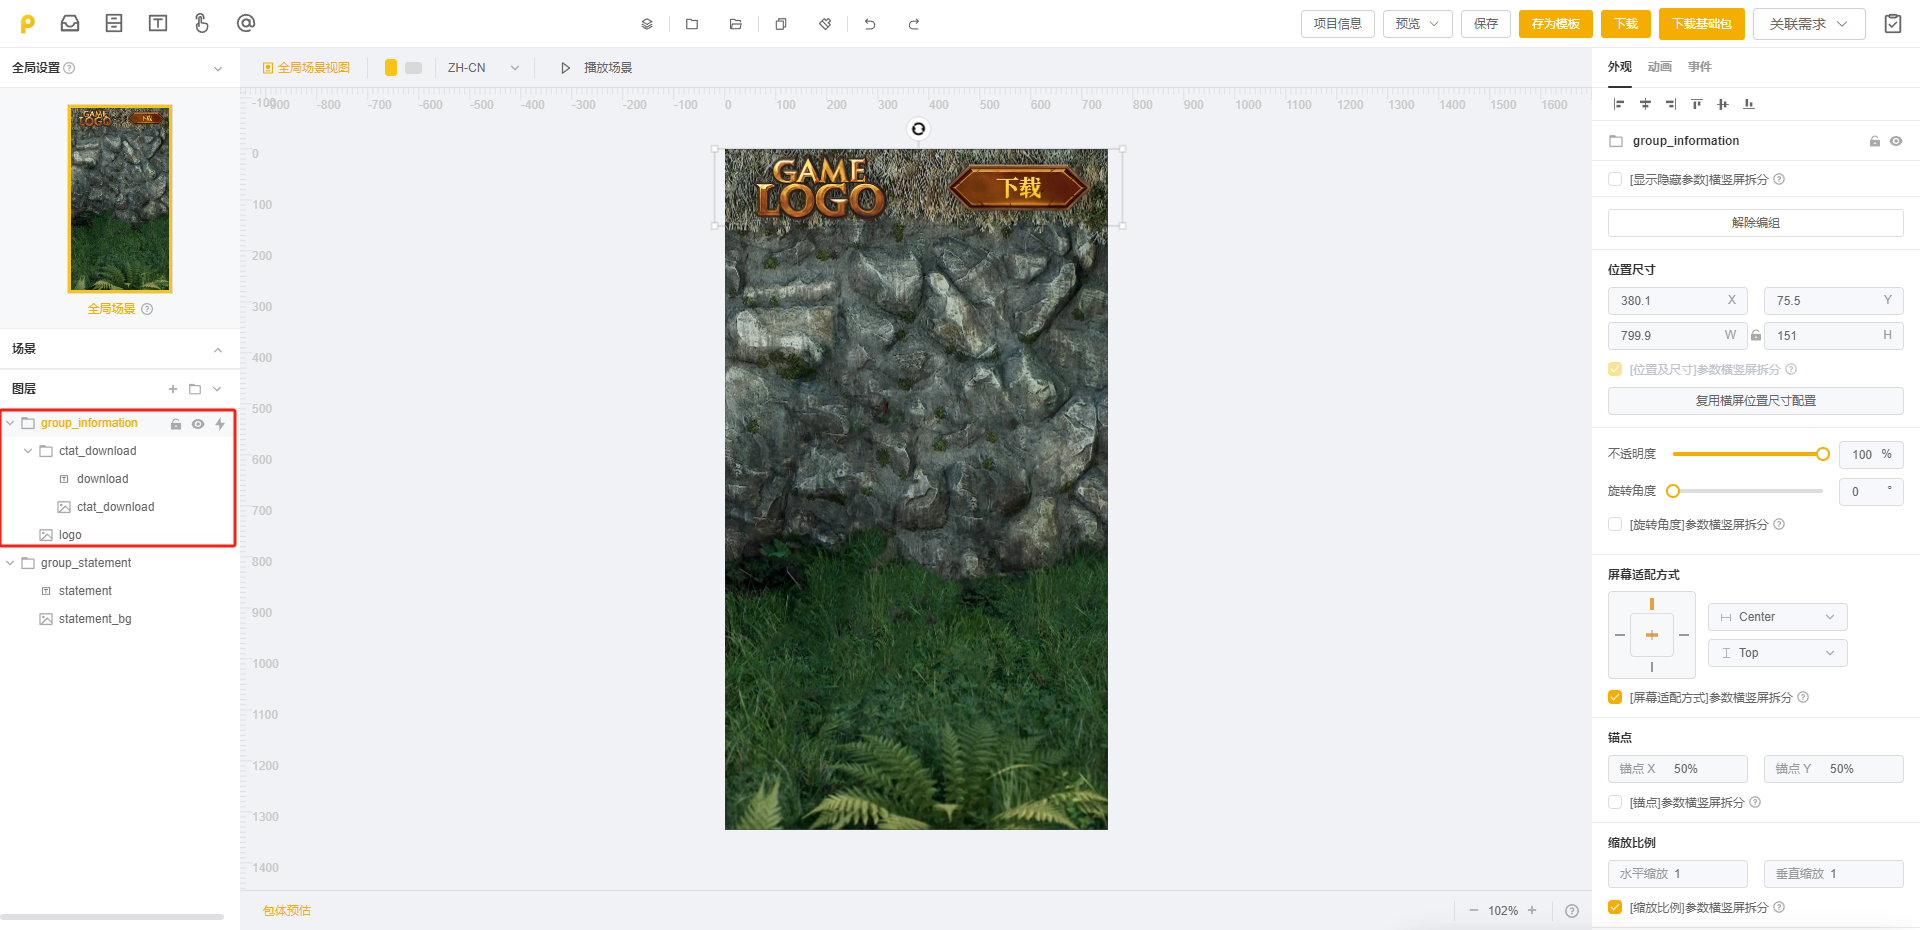 项目信息
预览
保存
存为模板
下载
下载基础包
关联需求
全局设置
全局场景视图
ZH-CN
播放场景
外观
动画
事件
-800
-700
-600
-500
-400
-300
-200
-100
0
100
200
300
400
500
600
700
800
900
1000
1100
1200
1300
1400
1500
1600
GAME
LOGO
下载
全局场景
场景
图层
group_information
ctat_download
download
ctat_download
logo
group_statement
statement
statement_bg
0
100
200
300
400
500
600
700
800
900
1000
1100
1200
1300
1400
GAME
LOGO
下载
group_information
[显示隐藏参数]横竖屏拆分
解除编组
位置尺寸
380.1 X
75.5 Y
799.9 W
151 H
[位置及尺寸]参数横竖屏拆分
复用横屏位置尺寸配置
不透明度
100 %
旋转角度
0 °
[旋转角度]参数横竖屏拆分
屏幕适配方式
Center
Top
[屏幕适配方式]参数横竖屏拆分
锚点
锚点 X 50%
锚点 Y 50%
[锚点]参数横竖屏拆分
缩放比例
水平缩放 1
垂直缩放 1
[缩放比例]参数横竖屏拆分
包体预估
102%